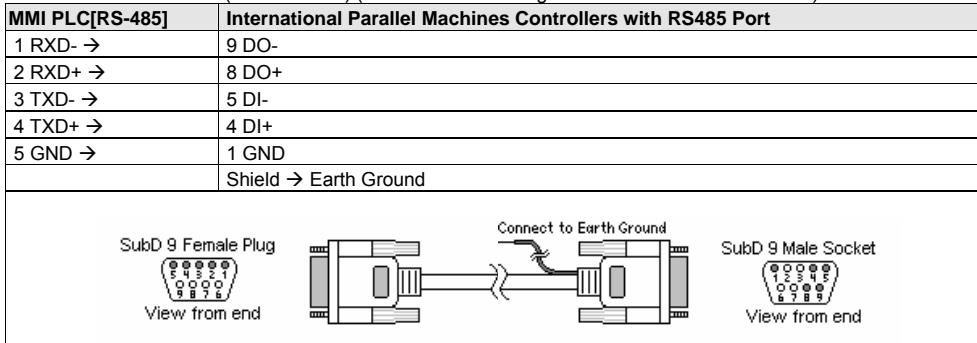 MMI PLC[RS-485] International Parallel Machines Controllers with RS485 Port
1 RXD- → 9 DO-
2 RXD+ → 8 DO+
3 TXD- → 5 DI-
4 TXD+ → 4 DI+
5 GND → 1 GND
Shield → Earth Ground
Connect to Earth Ground
SubD 9 Female Plug
5 4 3 2 1
9 8 7 6
View from end
SubD 9 Male Socket
1 2 3 4 5
6 7 8 9
View from end